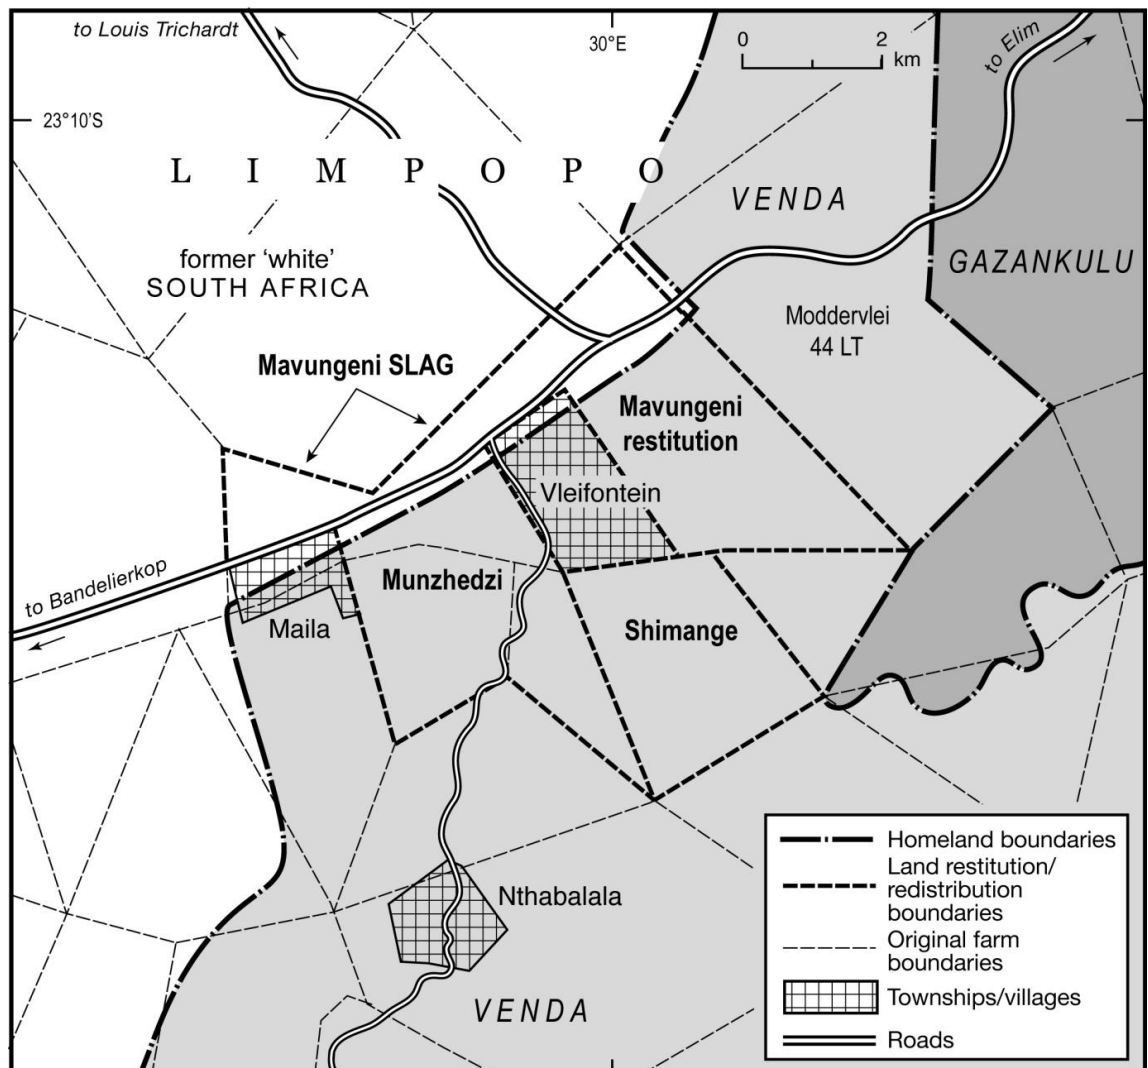 to Louis Trichardt
30°E
0 2
km
to Elim
23°10'S
LIMPOPO
VENDA
former 'white'
SOUTH AFRICA
GAZANKULU
Moddervlei
44 LT
Mavungeni SLAG
Mavungeni
restitution
Vleifontein
to Bandelierkop
Munzhedzi
Maila
Shimange
Nthabalala
VENDA
Homeland boundaries
Land restitution/
redistribution
boundaries
Original farm
boundaries
Townships/villages
Roads